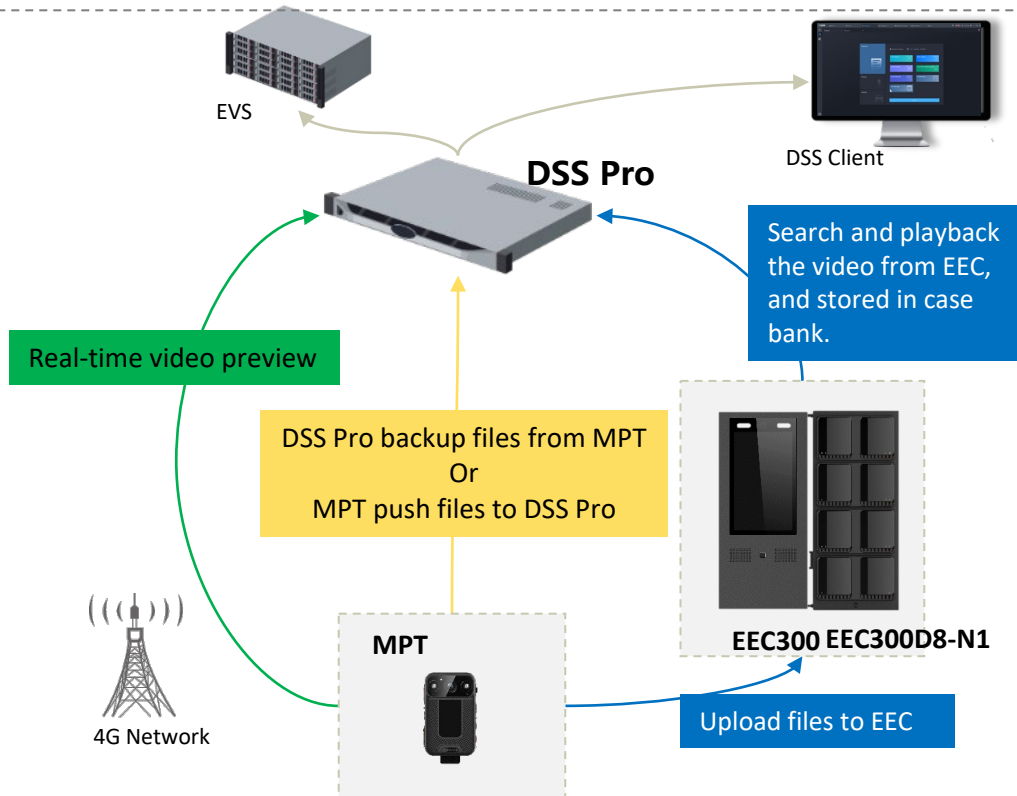 EVS
DSS Client
DSS Pro
Search and playback
the video from EEC,
and stored in case
bank.
Real-time video preview
DSS Pro backup files from MPT
Or
MPT push files to DSS Pro
EEC300 EEC300D8-N1
MPT
Upload files to EEC
4G Network